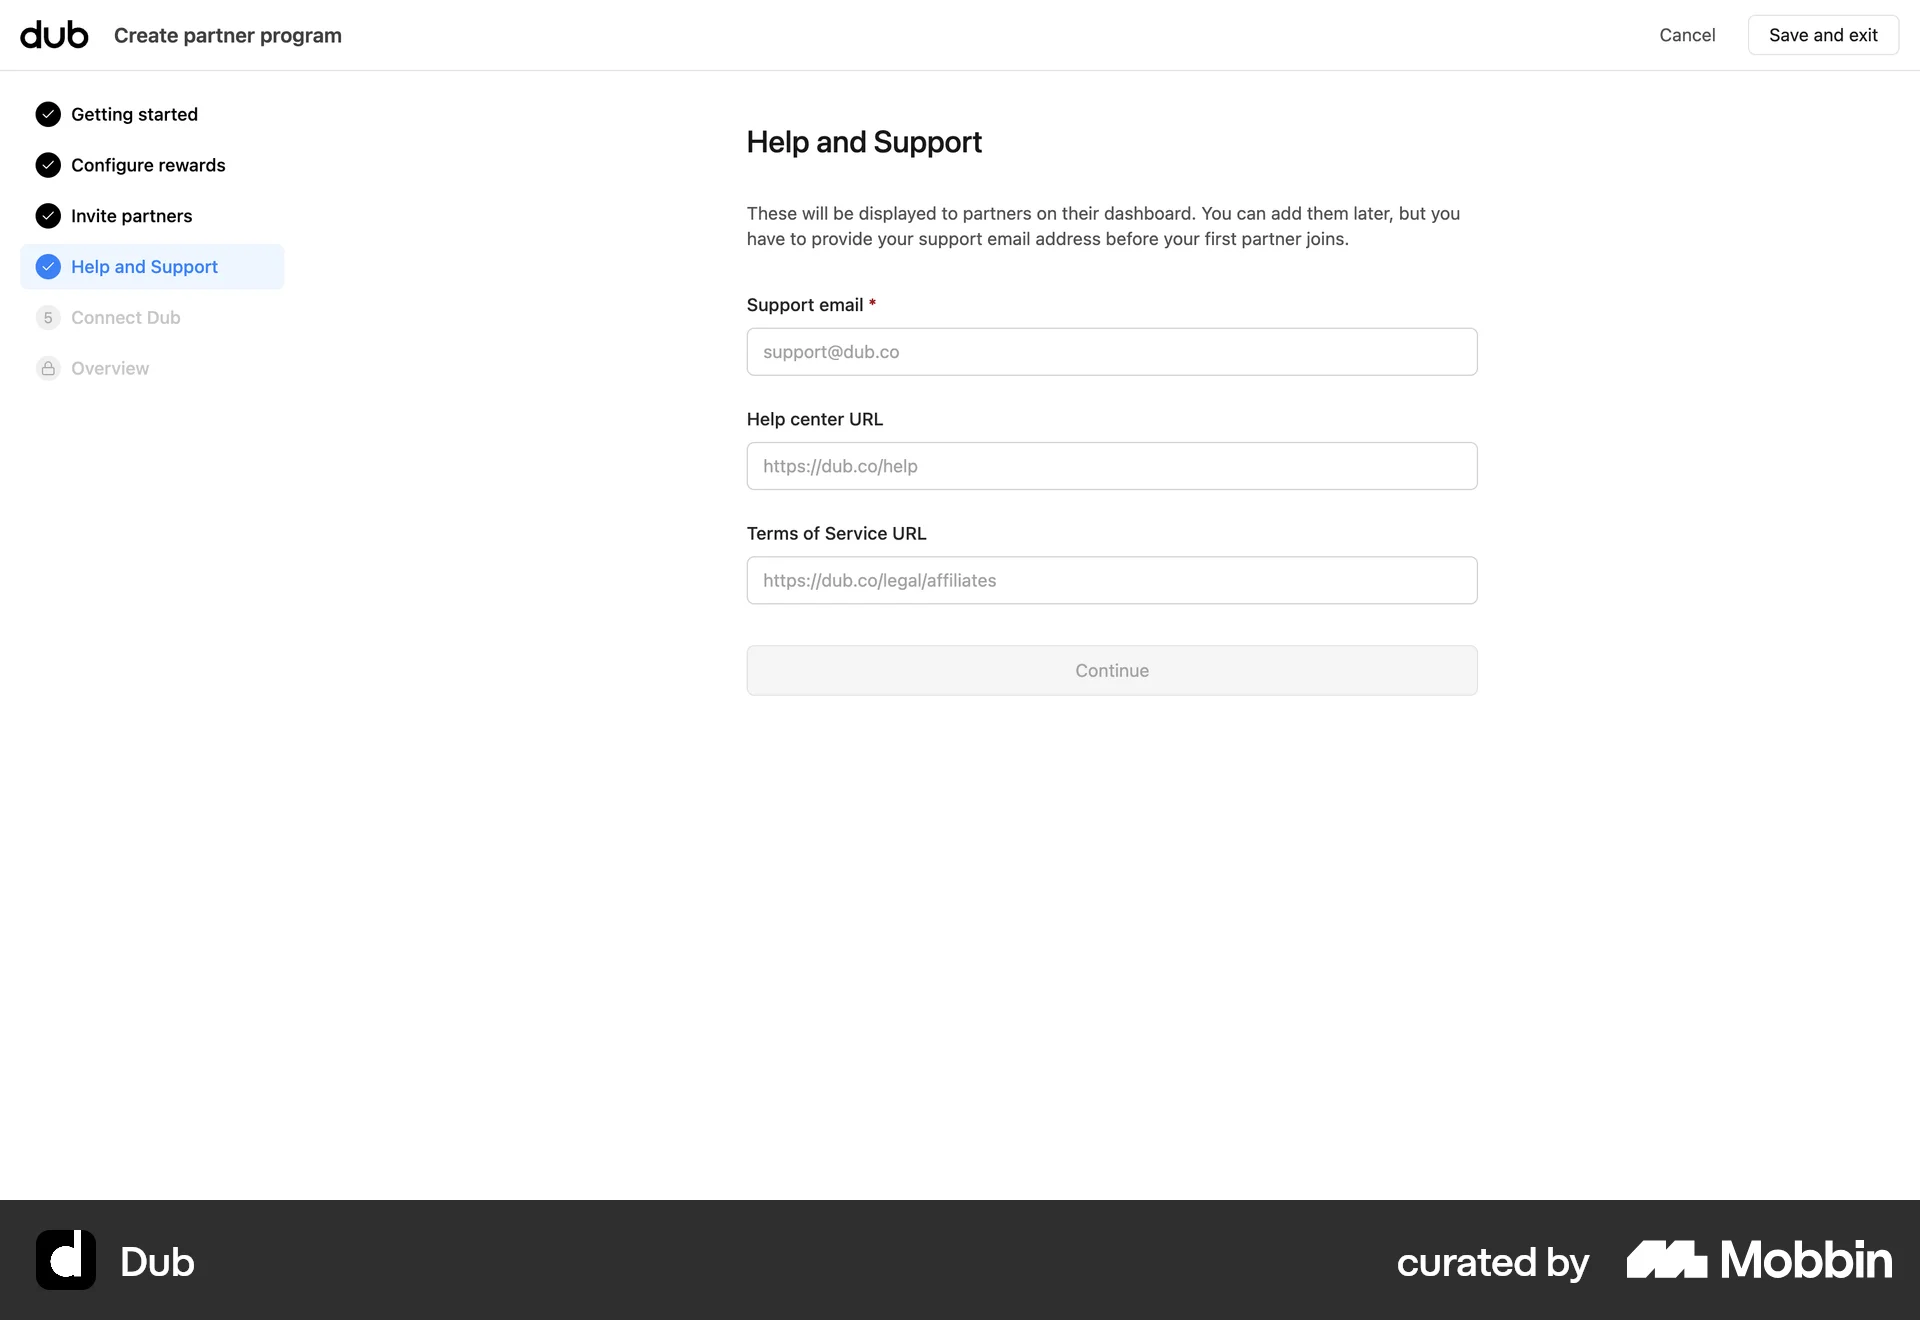 dub
Create partner program
Cancel
Save and exit
Getting started
Configure rewards
Invite partners
Help and Support
5 Connect Dub
Overview
Help and Support
These will be displayed to partners on their dashboard. You can add them later, but you
have to provide your support email address before your first partner joins.
Support email *
support@dub.co
Help center URL
https://dub.co/help
Terms of Service URL
https://dub.co/legal/affiliates
Continue
d Dub
curated by Mobbin